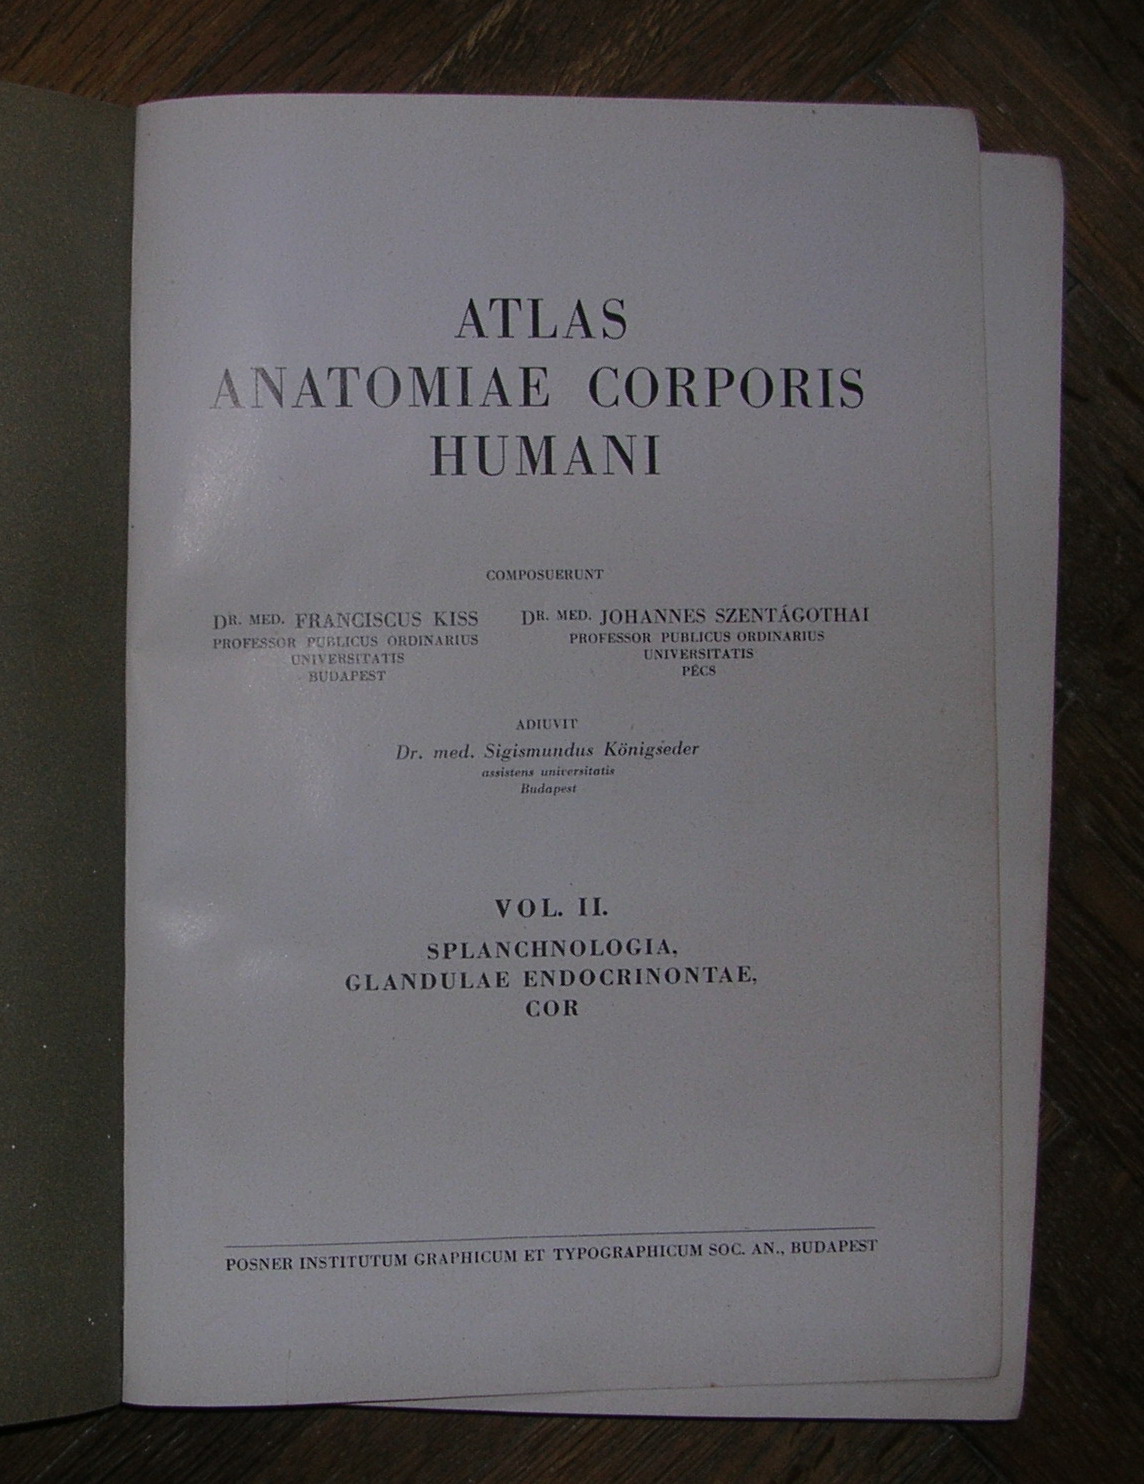 ATLAS
ANATOMIAE CORPORIS
HUMANI
COMPOSUERUNT
DR. MED. FRANCISCUS KISS
PROFESSOR PUBLICUS ORDINARIUS
UNIVERSITATIS
BUDAPEST
DR. MED. JOHANNES SZENTÁGOTHAI
PROFESSOR PUBLICUS ORDINARIUS
UNIVERSITATIS
PÉCS
ADIUVIT
Dr. med. Sigismundus Königseder
assistens universitatis
Budapest
VOL. II.
SPLANCHNOLOGIA,
GLANDULAE ENDOCRINONTAE,
COR
POSNER INSTITUTUM GRAPHICUM ET TYPOGRAPHICUM SOC. AN., BUDAPEST